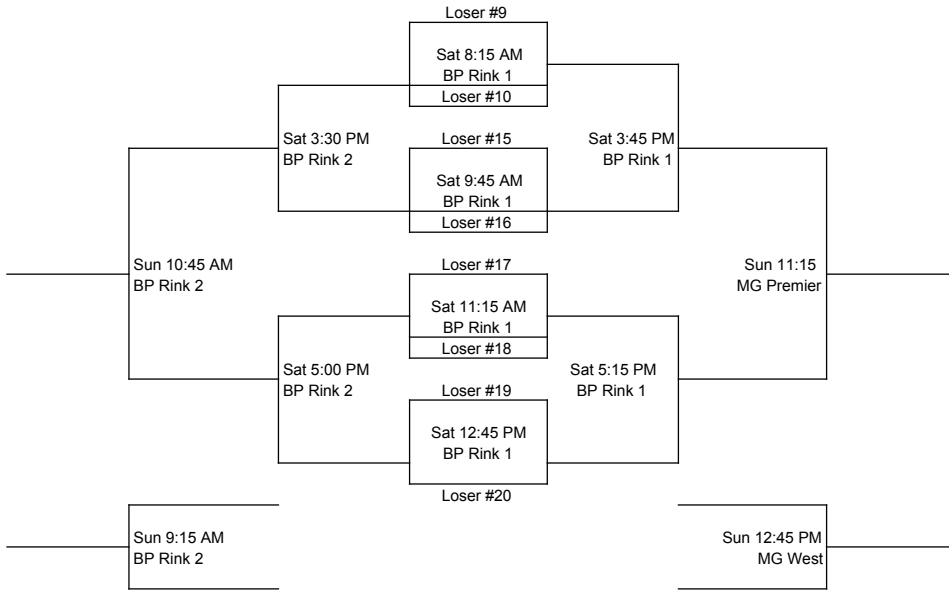 Loser #9
Sat 8:15 AM
BP Rink 1
Loser #10
Sat 3:30 PM
BP Rink 2
Loser #15
Sat 3:45 PM
BP Rink 1
Sat 9:45 AM
BP Rink 1
Loser #16
Sun 10:45 AM
BP Rink 2
Loser #17
Sun 11:15
MG Premier
Sat 11:15 AM
BP Rink 1
Loser #18
Sat 5:00 PM
BP Rink 2
Loser #19
Sat 5:15 PM
BP Rink 1
Sat 12:45 PM
BP Rink 1
Loser #20
Sun 9:15 AM
BP Rink 2
Sun 12:45 PM
MG West